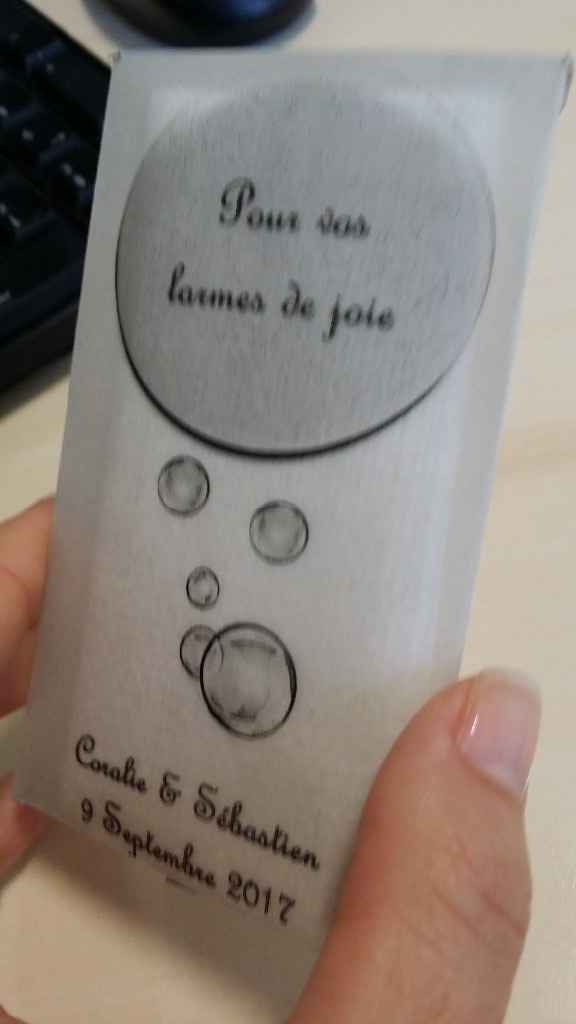 Pour vos
larmes de joie
Coralie & Sébastien
9 Septembre 2017